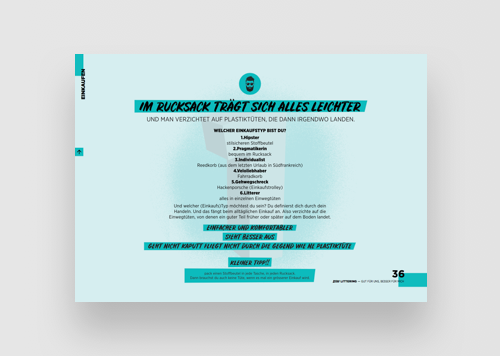 EINKAUFEN
IM RUCKSACK TRÄGT SICH ALLES LEICHTER
UND MAN VERZICHTET AUF PLASTIKTÜTEN, DIE DANN IRGENDWO LANDEN.
WELCHER EINKAUFSTYP BIST DU?
1.Hipster
stilsicheren Stoffbeutel
2.PragmatikerIn
bequem im Rucksack
3.Individualist
Reedkorb (aus dem letzten Urlaub in Südfrankreich)
4.Veloliebhaber
Fahrradkorb
5.Gehwegschreck
Hackenporsche (Einkaufstrolley)
6.Litterer
alles in einzelnen Einwegtüten
Und welcher (Einkaufs)Typ möchtest du sein? Du definierst dich durch dein
Handeln. Und das fängt beim alltäglichen Einkauf an. Also verzichte auf die
Einwegtüten, von denen ein guter Teil früher oder später auf dem Boden landet.
EINFACHER UND KOMFORTABLER
SIEHT BESSER AUS
GEHT NICHT KAPUTT FLIEGT NICHT DURCH DIE GEGEND WIE NE PLASTIKTÜTE
KLEINER TIPP!!
36